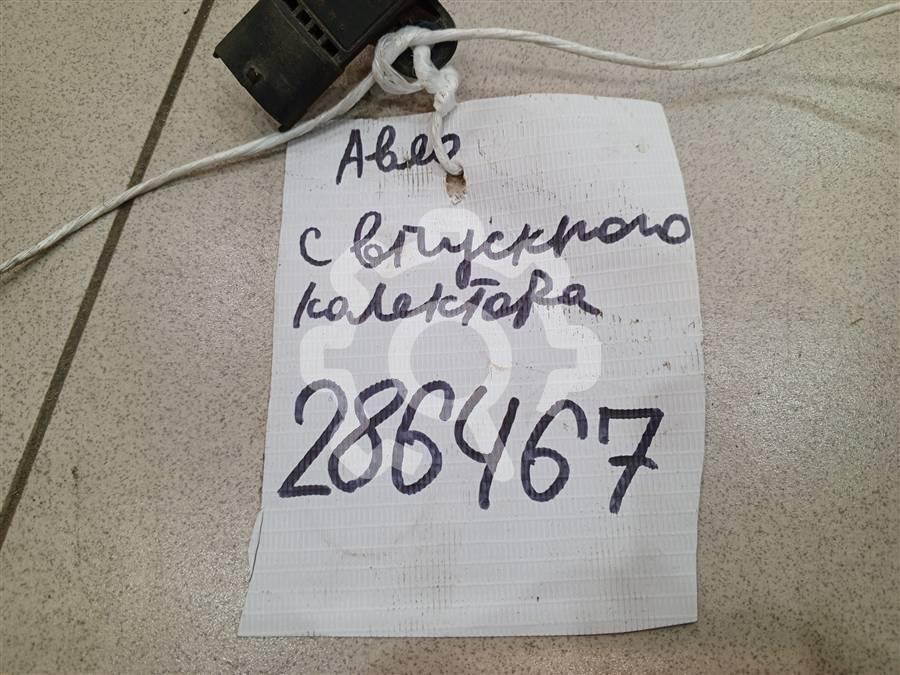 Авео
с впускного
колектора
286467